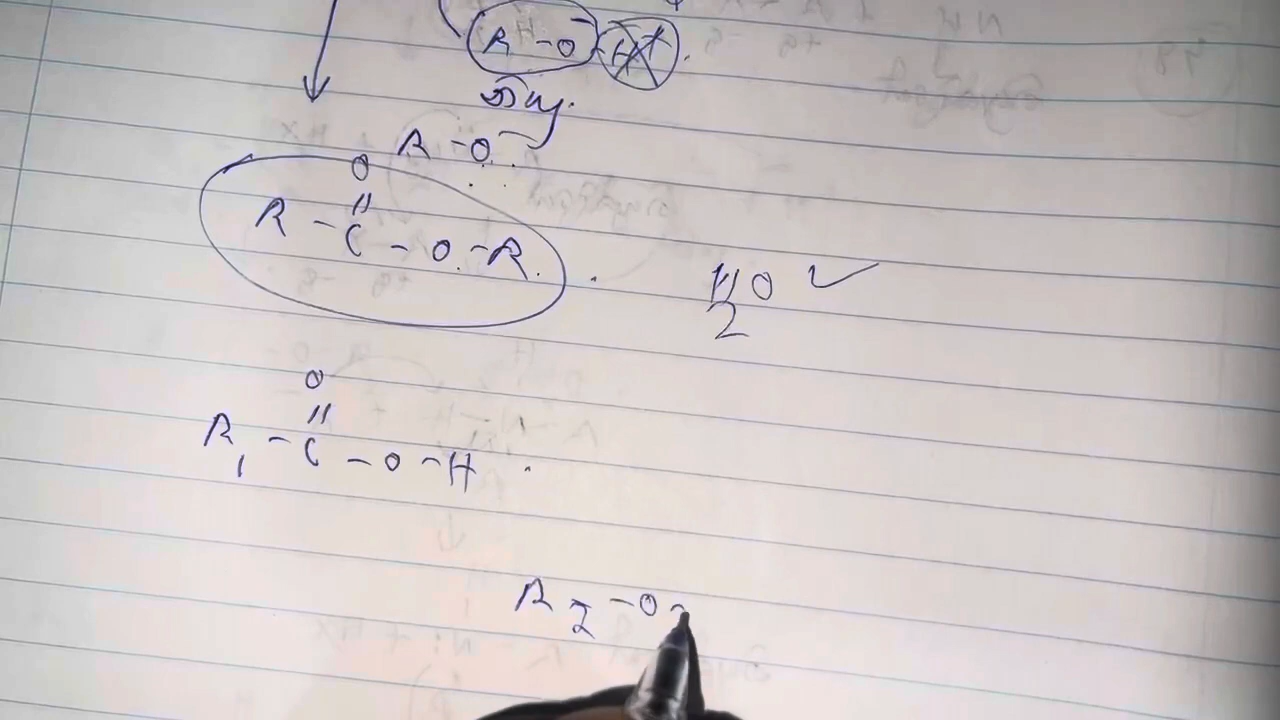 R - O⁻ - H⁺
R - O⁻
O
||
R - C - O - R.
H₂O ✓
O
||
R₁ - C - O - H
R₂ - O -